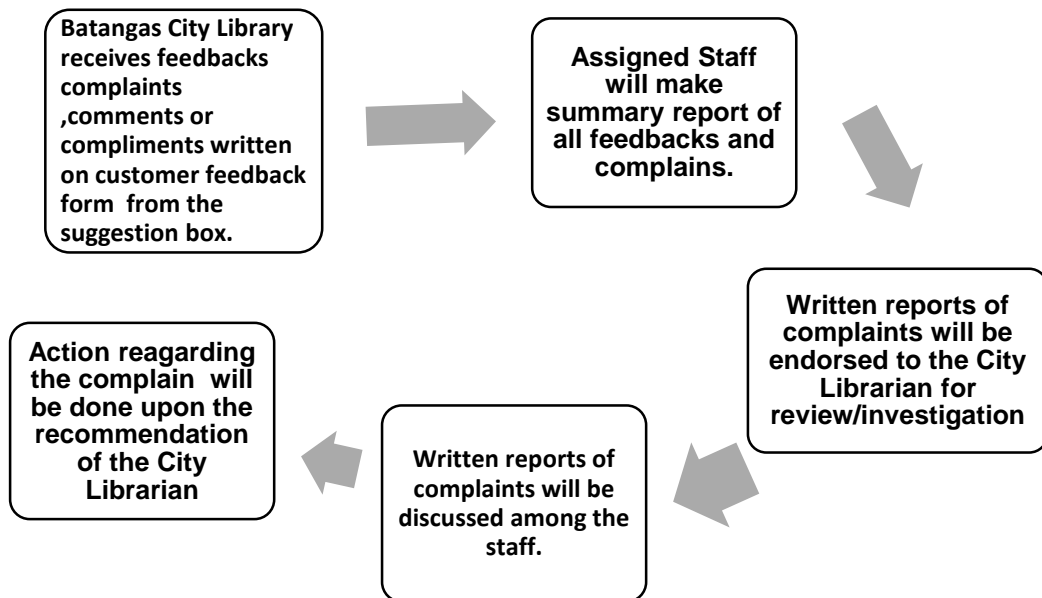 Batangas City Library
receives feedbacks
complaints
,comments or
compliments written
on customer feedback
form from the
suggestion box.
Assigned Staff
will make
summary report of
all feedbacks and
complains.
Written reports of
complaints will be
endorsed to the City
Librarian for
review/investigation
Written reports of
complaints will be
discussed among the
staff.
Action reagarding
the complain will
be done upon the
recommendation
of the City
Librarian